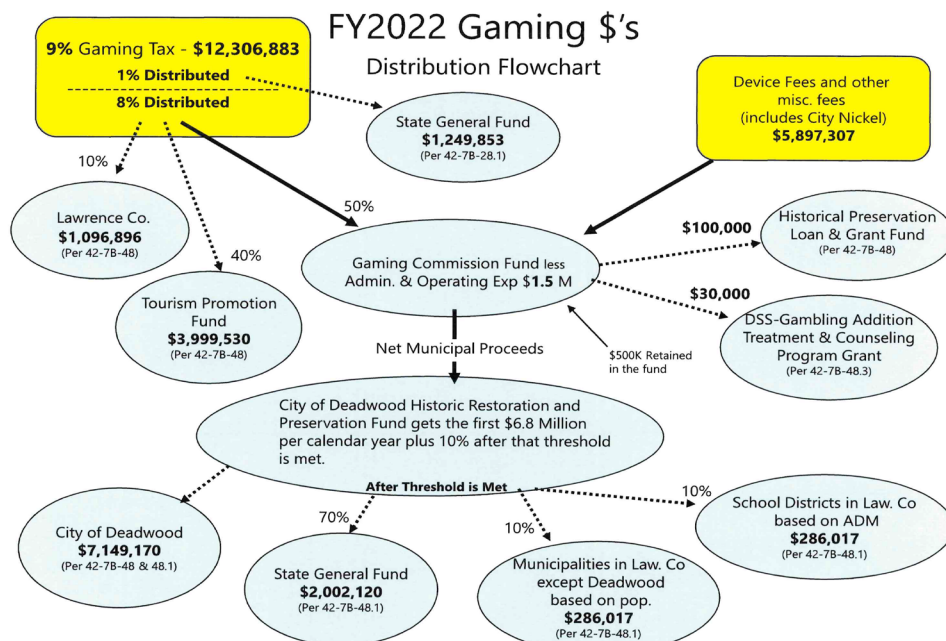 FY2022 Gaming $'s
Distribution Flowchart
9% Gaming Tax - $12,306,883
1% Distributed
8% Distributed
State General Fund
$1,249,853
(Per 42-7B-28.1)
Device Fees and other
misc. fees
(includes City Nickel)
$5,897,307
10%
Lawrence Co.
$1,096,896
(Per 42-7B-48)
40%
Tourism Promotion
Fund
$3,999,530
(Per 42-7B-48)
50%
Gaming Commission Fund less
Admin. & Operating Exp $1.5 M
$100,000
Historical Preservation
Loan & Grant Fund
(Per 42-7B-48)
$30,000
DSS-Gambling Addition
Treatment & Counseling
Program Grant
(Per 42-7B-48.3)
$500K Retained
in the fund
Net Municipal Proceeds
City of Deadwood Historic Restoration and
Preservation Fund gets the first $6.8 Million
per calendar year plus 10% after that threshold
is met.
After Threshold is Met
City of Deadwood
$7,149,170
(Per 42-7B-48 & 48.1)
70%
State General Fund
$2,002,120
(Per 42-7B-48.1)
10%
Municipalities in Law. Co
except Deadwood
based on pop.
$286,017
(Per 42-7B-48.1)
10%
School Districts in Law. Co
based on ADM
$286,017
(Per 42-7B-48.1)